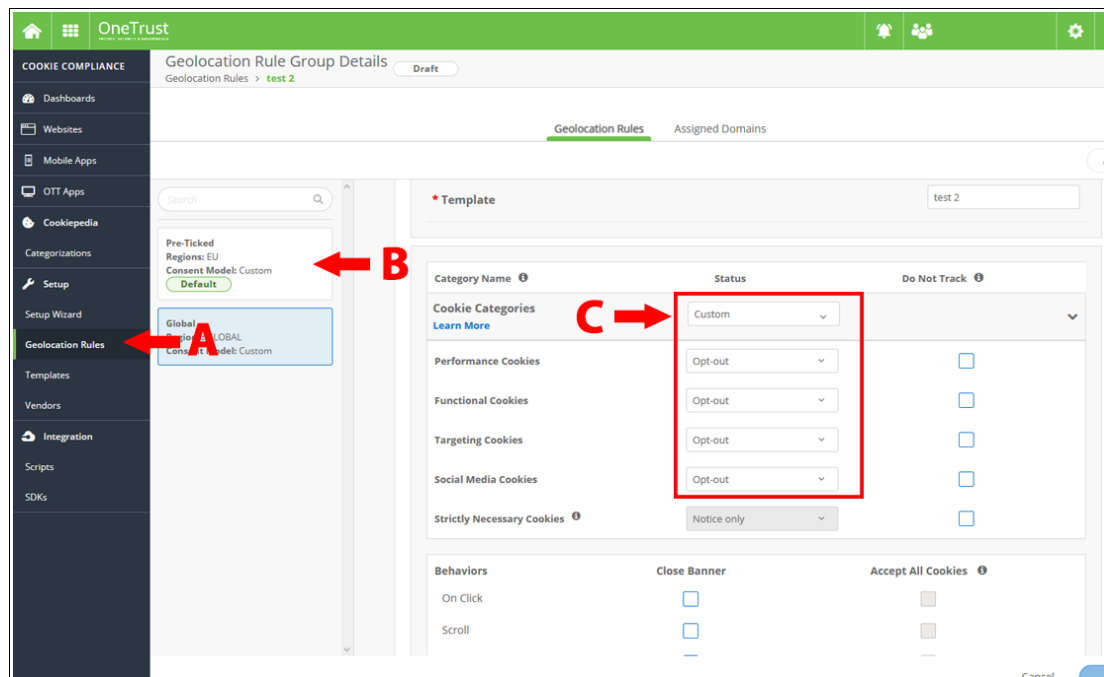 OneTrust
COOKIE COMPLIANCE
Dashboards
Websites
Mobile Apps
OTT Apps
Cookiepedia
Categorizations
Setup
Setup Wizard
Geolocation Rules
Templates
Vendors
Integration
Scripts
SDKs
Geolocation Rule Group Details
Draft
Geolocation Rules > test 2
Geolocation Rules
Assigned Domains
Search
Pre-Ticked
Regions: EU
Consent Model: Custom
Default
Global
Regions: GLOBAL
Consent Model: Custom
A
B
C
* Template
test 2
Category Name
Status
Do Not Track
Cookie Categories
Learn More
Custom
Performance Cookies
Opt-out
Functional Cookies
Opt-out
Targeting Cookies
Opt-out
Social Media Cookies
Opt-out
Strictly Necessary Cookies
Notice only
Behaviors
Close Banner
Accept All Cookies
On Click
Scroll
Cancel